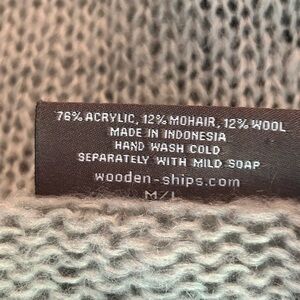 76% ACRYLIC, 12% MOHAIR, 12% WOOL
MADE IN INDONESIA
HAND WASH COLD
SEPARATELY WITH MILD SOAP
wooden-ships.com
M/L